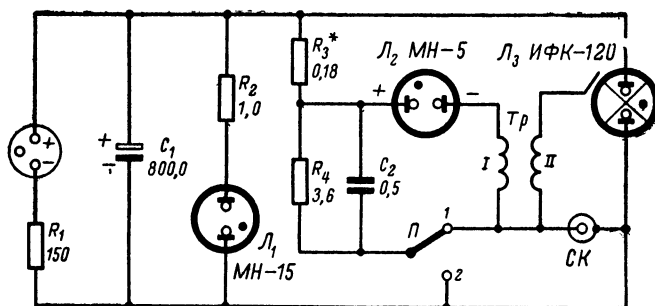 R₃*
0,18
Л₂ МН-5
Л₃ ИФК-120
R₂
1,0
+
−
Тр
+
−
+
−
C₁
800,0
R₄
3,6
C₂
0,5
I
II
R₁
150
Л₁
МН-15
П
1
2
СК